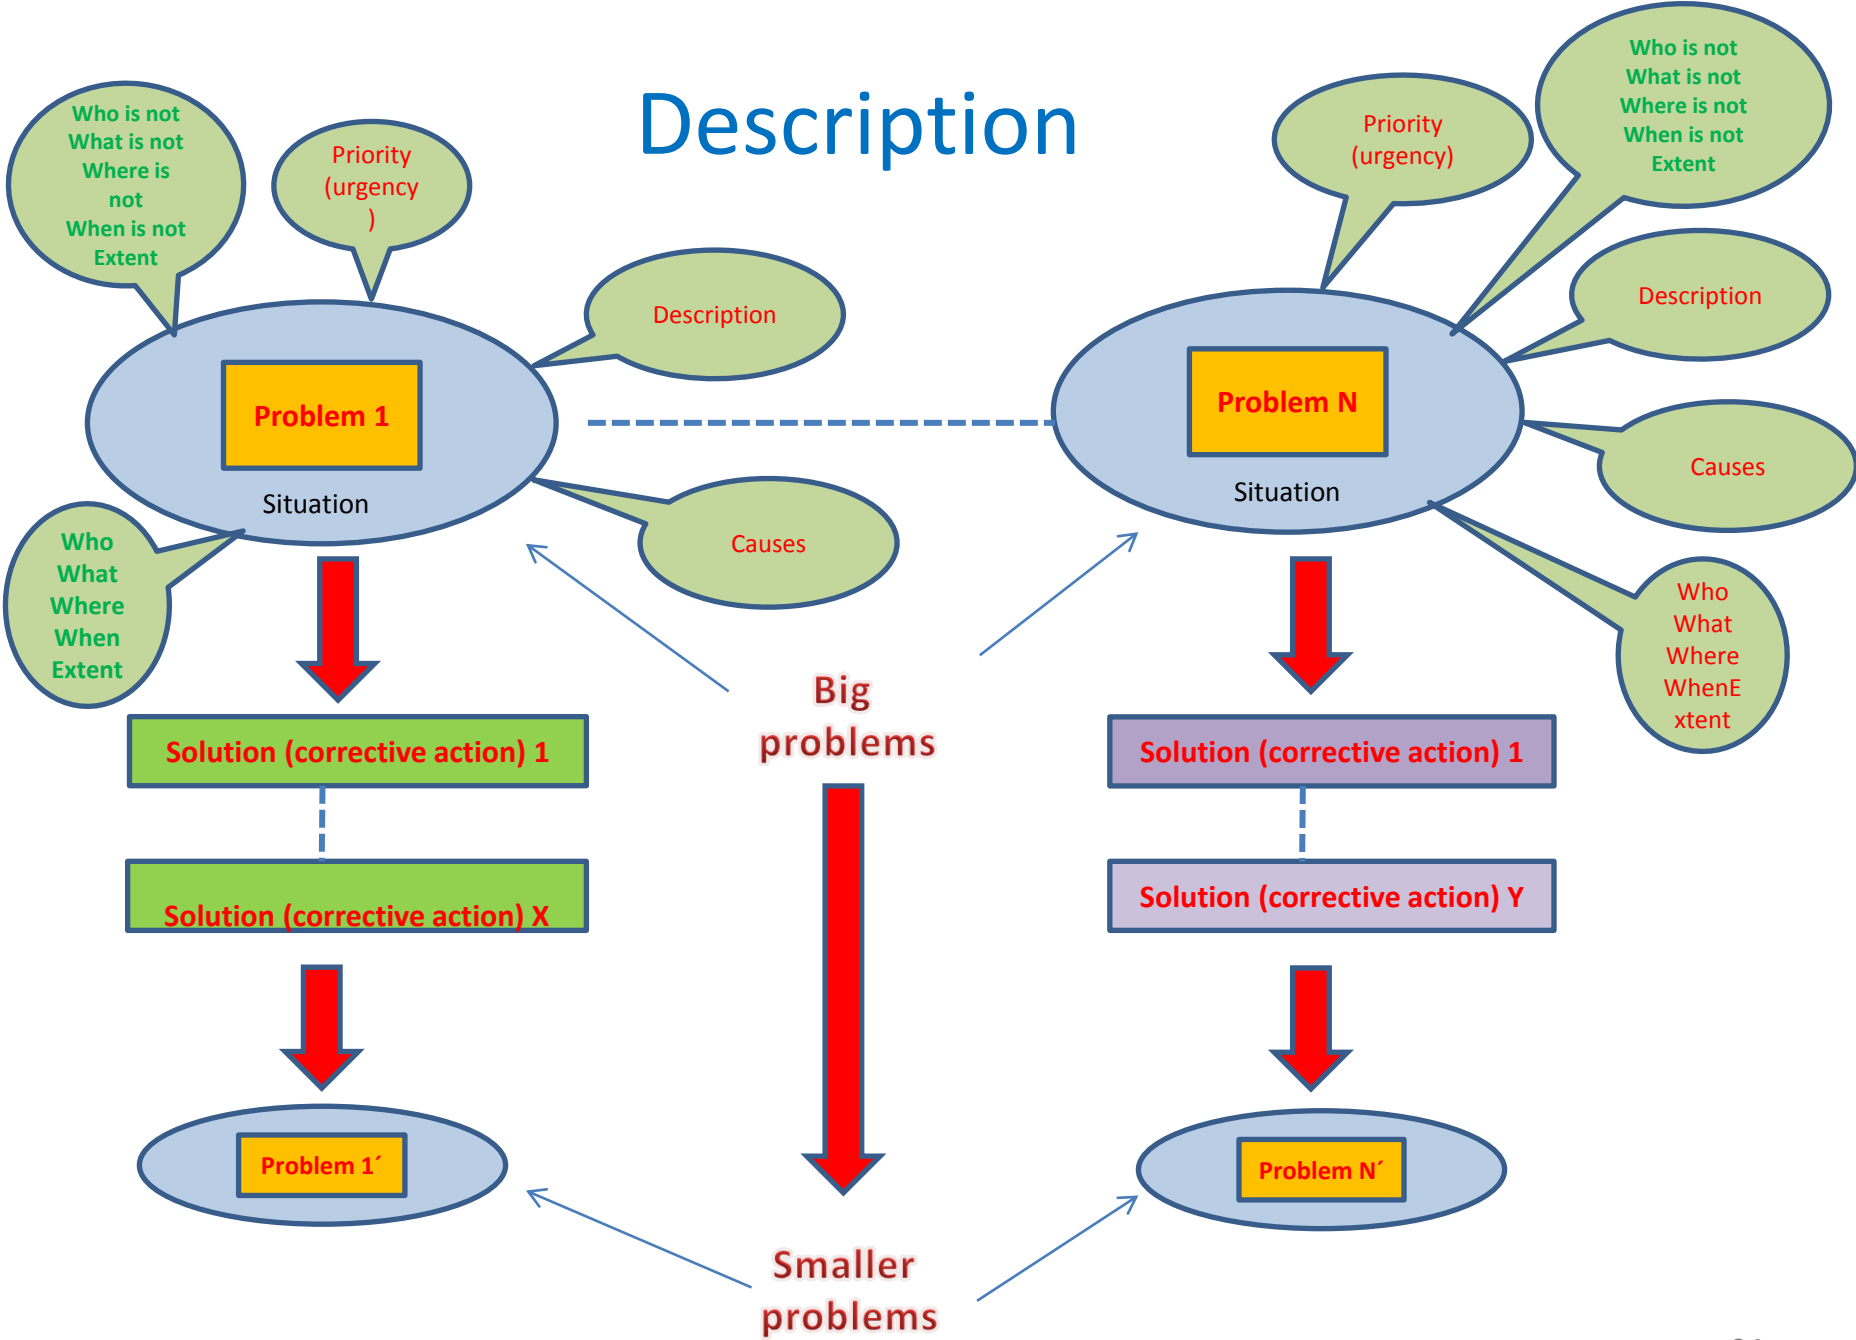 Description
Who is not
What is not
Where is
not
When is not
Extent
Priority
(urgency
)
Description
Problem 1
Situation
Causes
Who
What
Where
When
Extent
Priority
(urgency)
Who is not
What is not
Where is not
When is not
Extent
Description
Problem N
Situation
Causes
Who
What
Where
WhenE
xtent
Big
problems
Solution (corrective action) 1
Solution (corrective action) X
Solution (corrective action) 1
Solution (corrective action) Y
Problem 1´
Problem N´
Smaller
problems